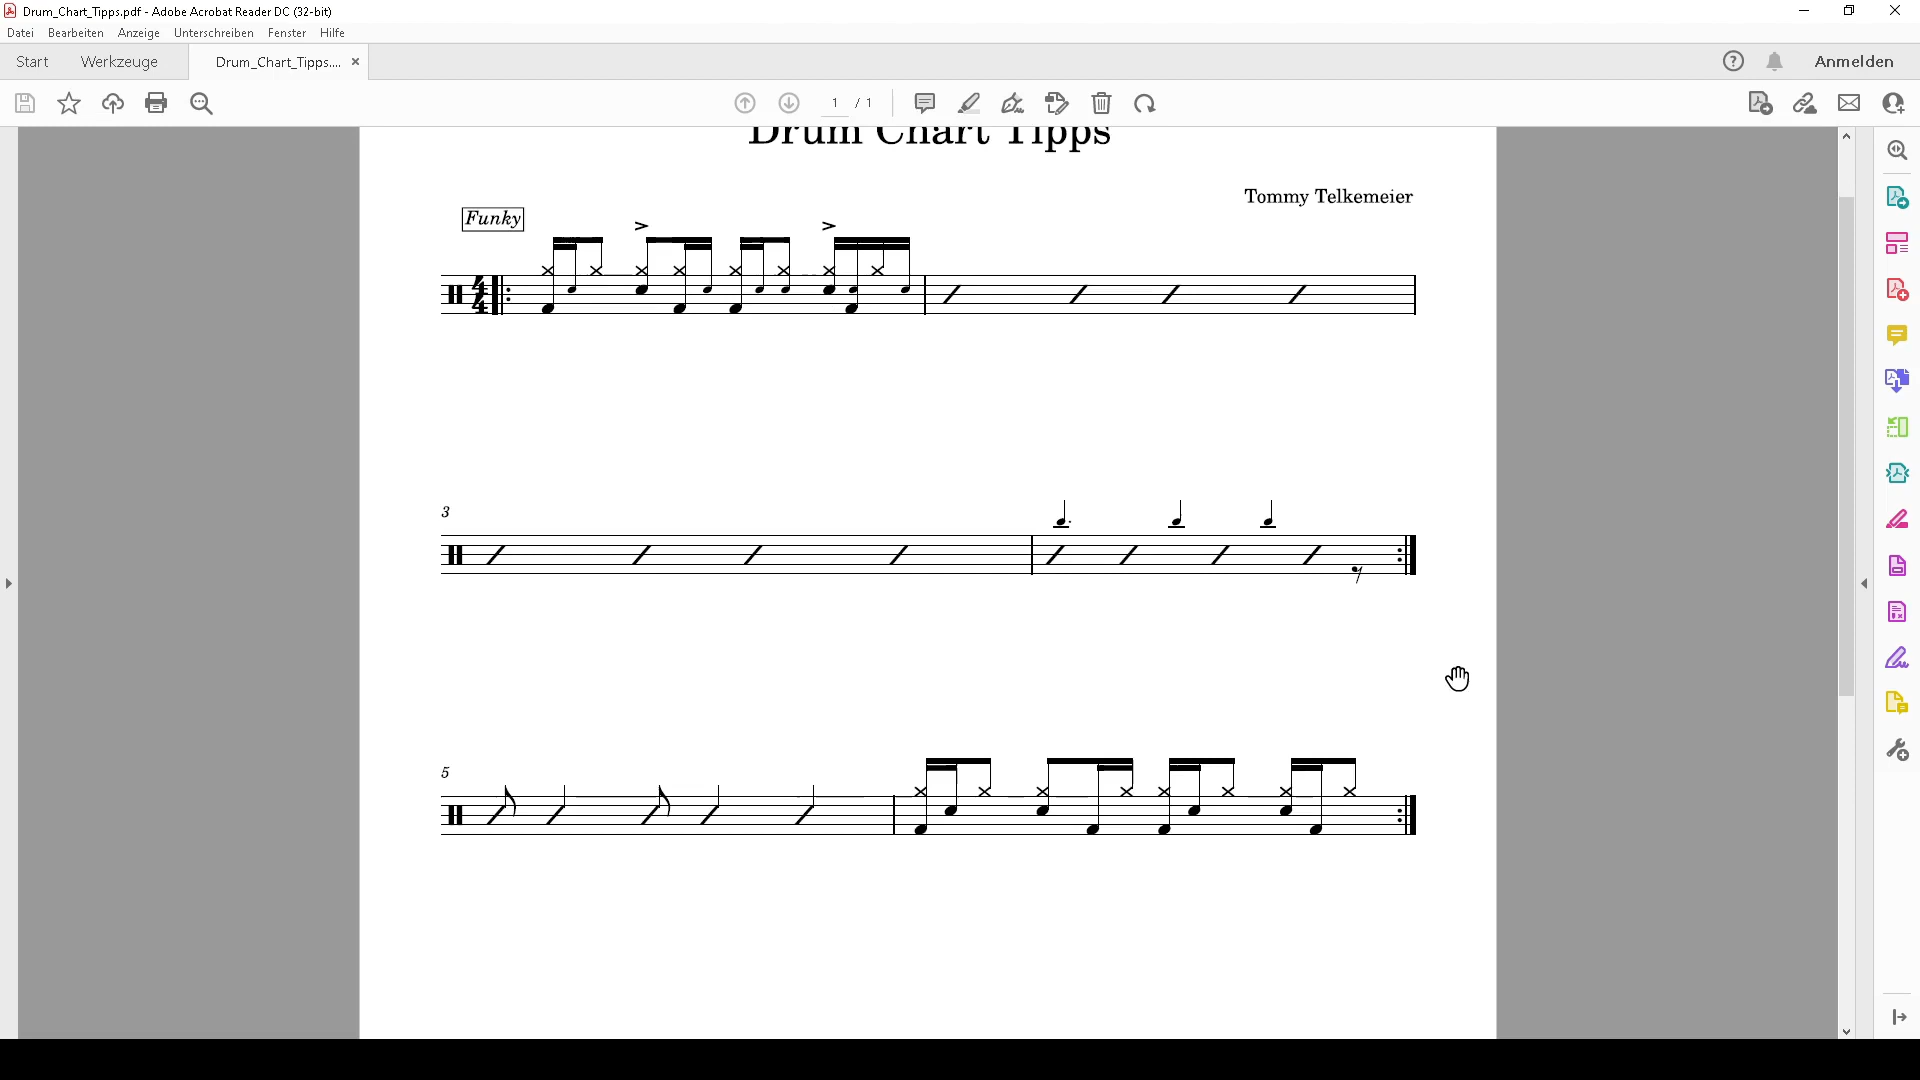 Drum_Chart_Tipps.pdf - Adobe Acrobat Reader DC (32-bit)
Datei Bearbeiten Anzeige Unterschreiben Fenster Hilfe
Start Werkzeuge Drum_Chart_Tipps.... × Anmelden
1 / 1
Drum Chart Tipps
Tommy Telkemeier
Funky
4/4
3
5